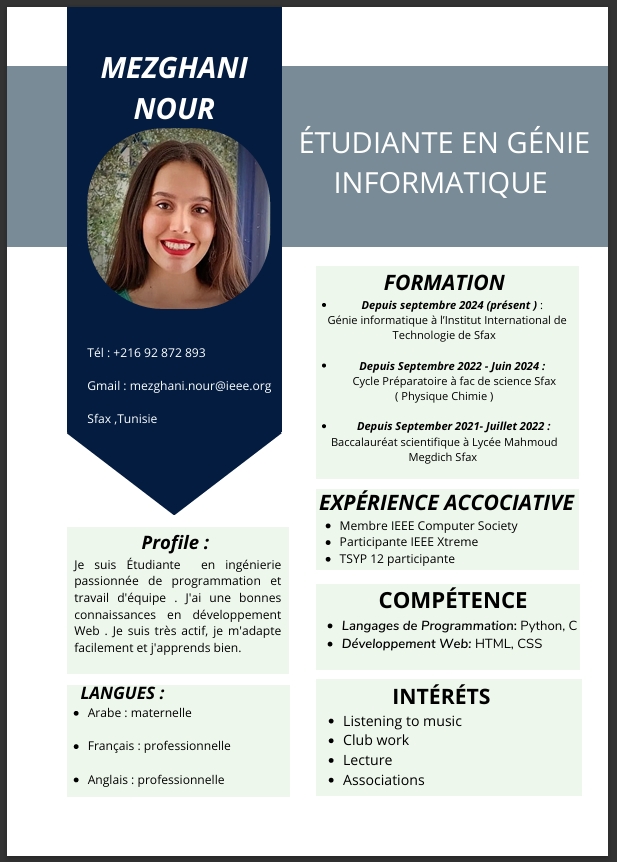 MEZGHANI
NOUR
ÉTUDIANTE EN GÉNIE
INFORMATIQUE
Tél : +216 92 872 893
Gmail : mezghani.nour@ieee.org
Sfax ,Tunisie
Profile :
Je suis Étudiante en ingénierie
passionnée de programmation et
travail d'équipe . J'ai une bonnes
connaissances en développement
Web . Je suis très actif, je m'adapte
facilement et j'apprends bien.
LANGUES :
• Arabe : maternelle
• Français : professionnelle
• Anglais : professionnelle
FORMATION
• Depuis septembre 2024 (présent ) :
Génie informatique à l'Institut International de
Technologie de Sfax
• Depuis Septembre 2022 - Juin 2024 :
Cycle Préparatoire à fac de science Sfax
( Physique Chimie )
• Depuis September 2021- Juillet 2022 :
Baccalauréat scientifique à Lycée Mahmoud
Megdich Sfax
EXPÉRIENCE ACCOCIATIVE
• Membre IEEE Computer Society
• Participante IEEE Xtreme
• TSYP 12 participante
COMPÉTENCE
• Langages de Programmation: Python, C
• Développement Web: HTML, CSS
INTÉRÉTS
• Listening to music
• Club work
• Lecture
• Associations